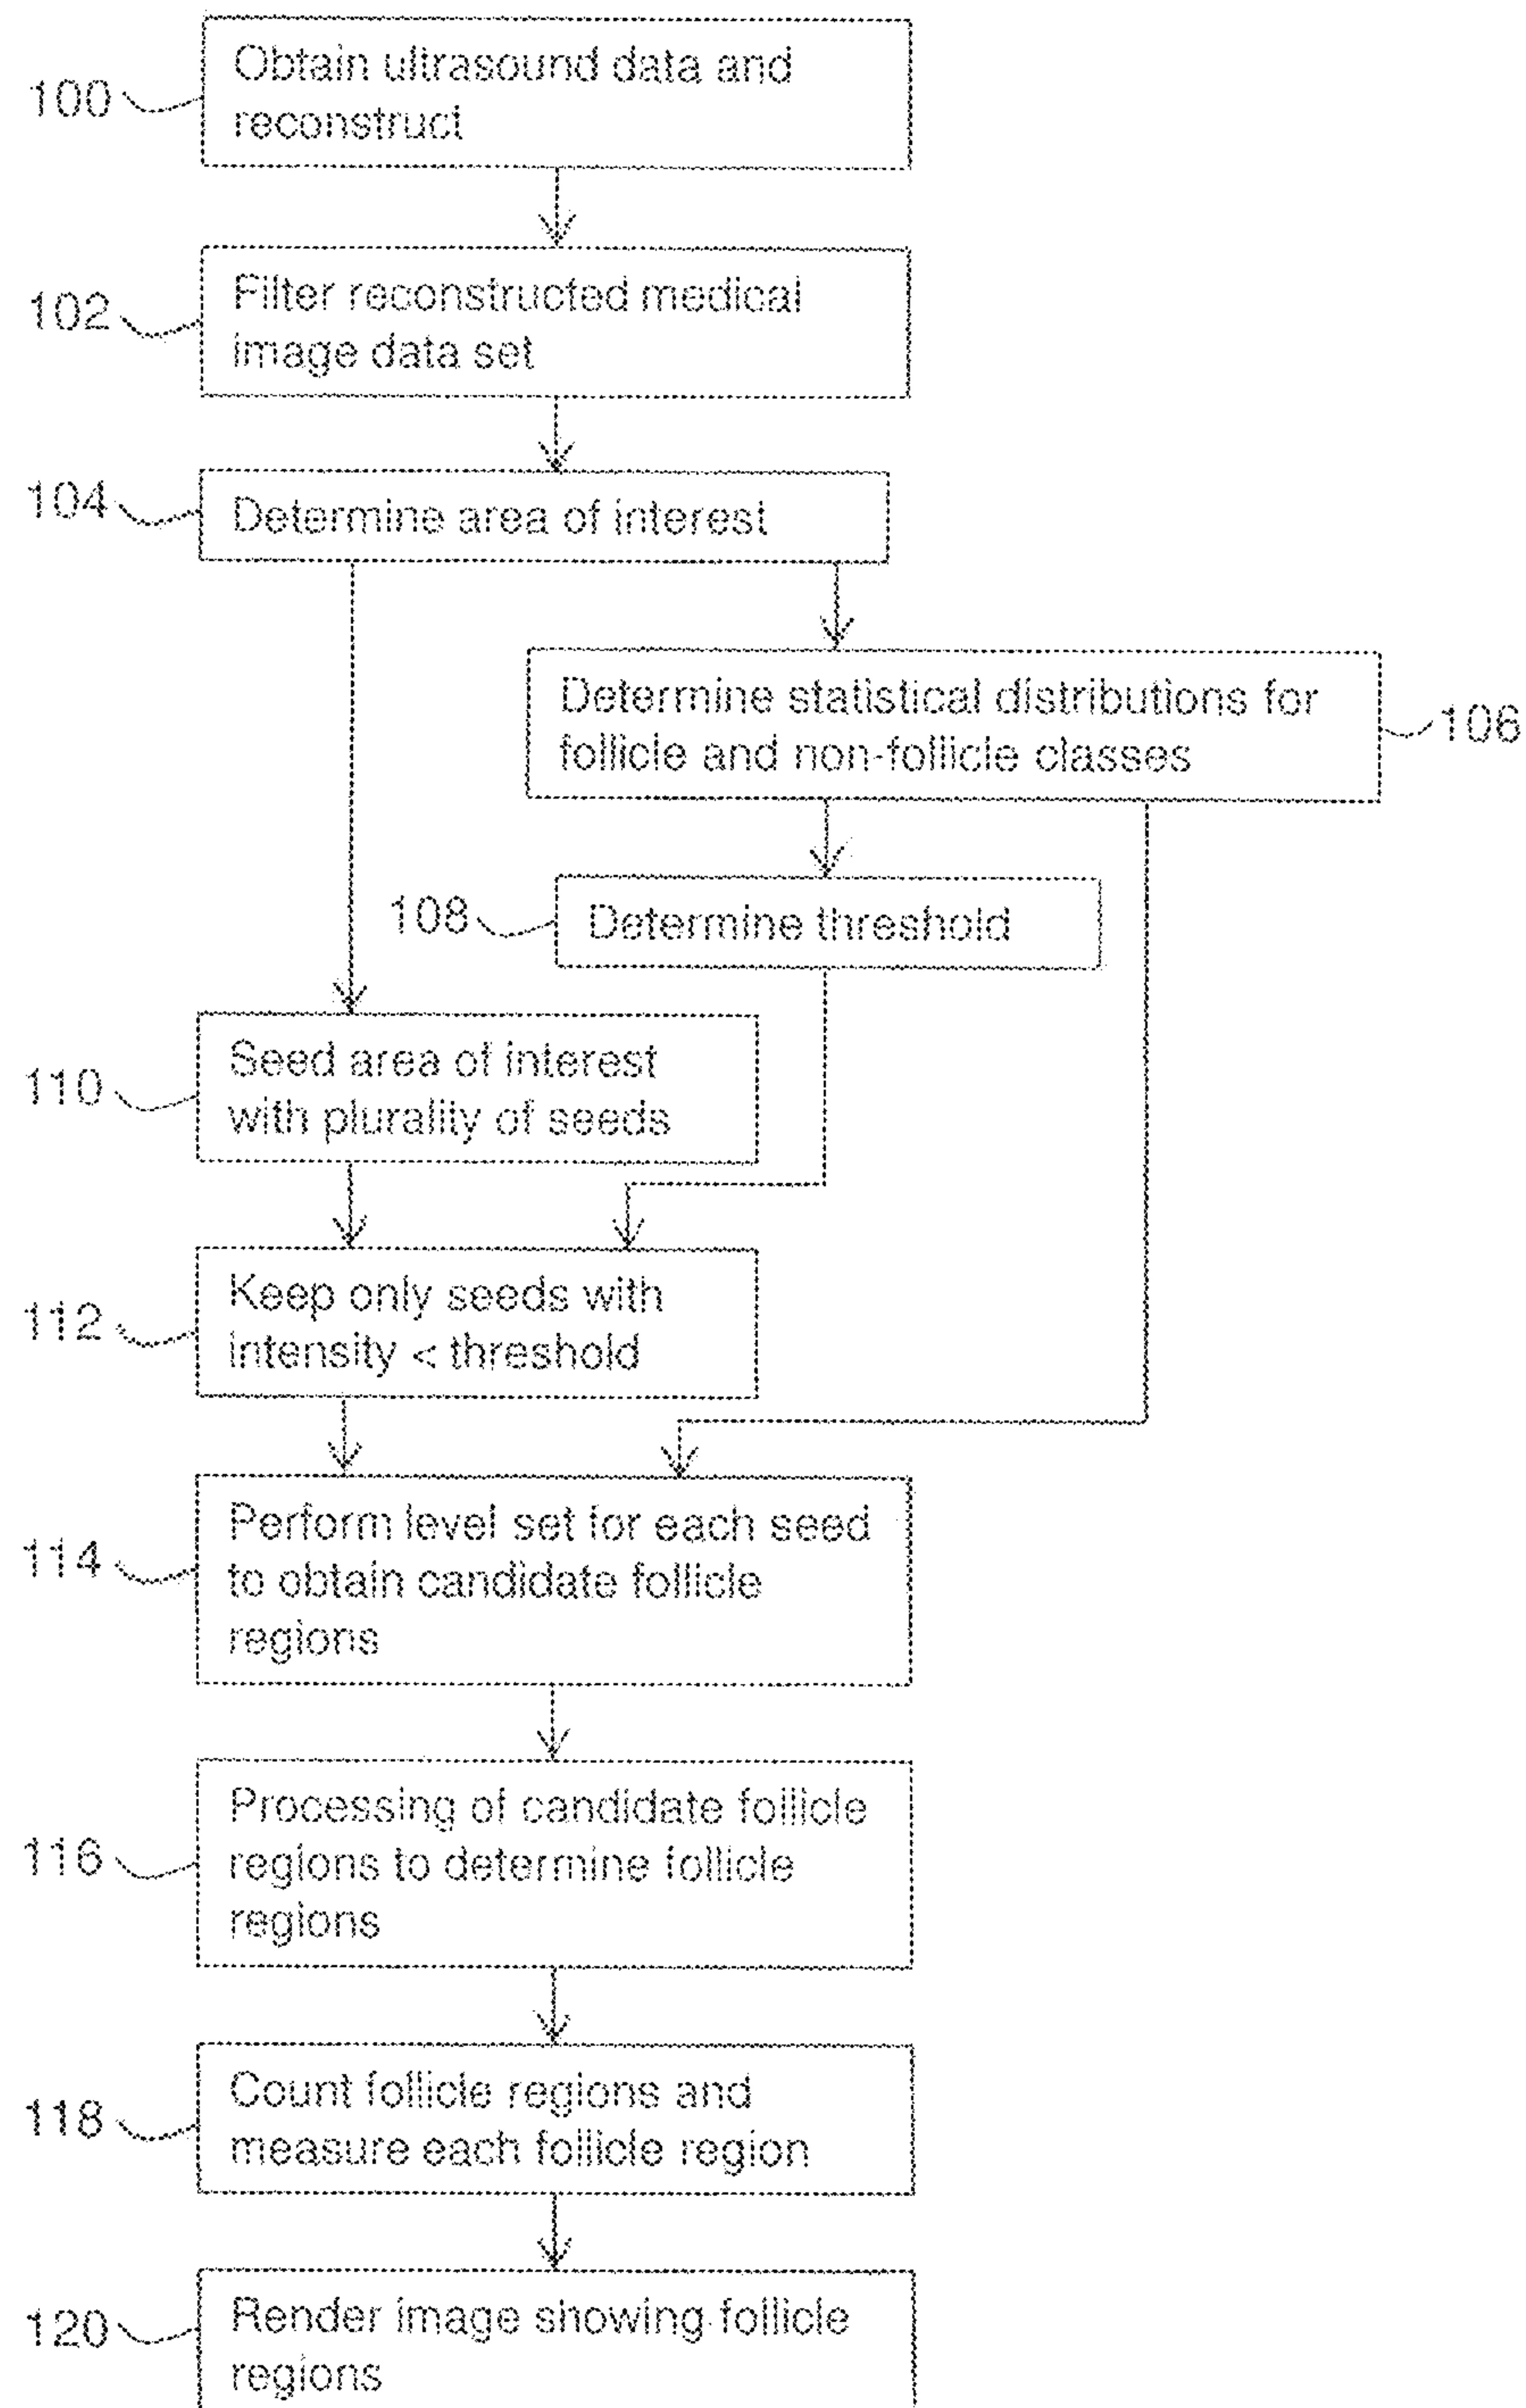 100
Obtain ultrasound data and
reconstruct
102
Filter reconstructed medical
image data set
104
Determine area of interest
Determine statistical distributions for
follicle and non-follicle classes
106
108
Determine threshold
110
Seed area of interest
with plurality of seeds
112
Keep only seeds with
intensity < threshold
114
Perform level set for each seed
to obtain candidate follicle
regions
116
Processing of candidate follicle
regions to determine follicle
regions
118
Count follicle regions and
measure each follicle region
120
Render image showing follicle
regions